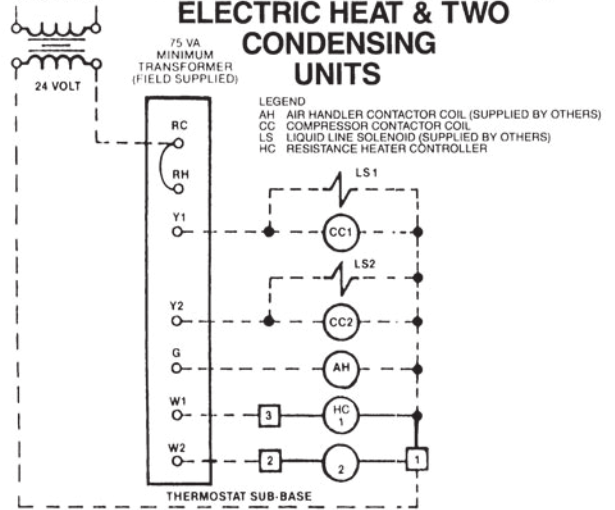 ELECTRIC HEAT & TWO
CONDENSING
UNITS
75 VA
MINIMUM
TRANSFORMER
(FIELD SUPPLIED)
24 VOLT
LEGEND
AH AIR HANDLER CONTACTOR COIL (SUPPLIED BY OTHERS)
CC COMPRESSOR CONTACTOR COIL
LS LIQUID LINE SOLENOID (SUPPLIED BY OTHERS)
HC RESISTANCE HEATER CONTROLLER
RC
RH
LS1
Y1
CC1
LS2
Y2
CC2
G
AH
W1
3
HC
1
W2
2
2
1
THERMOSTAT SUB-BASE